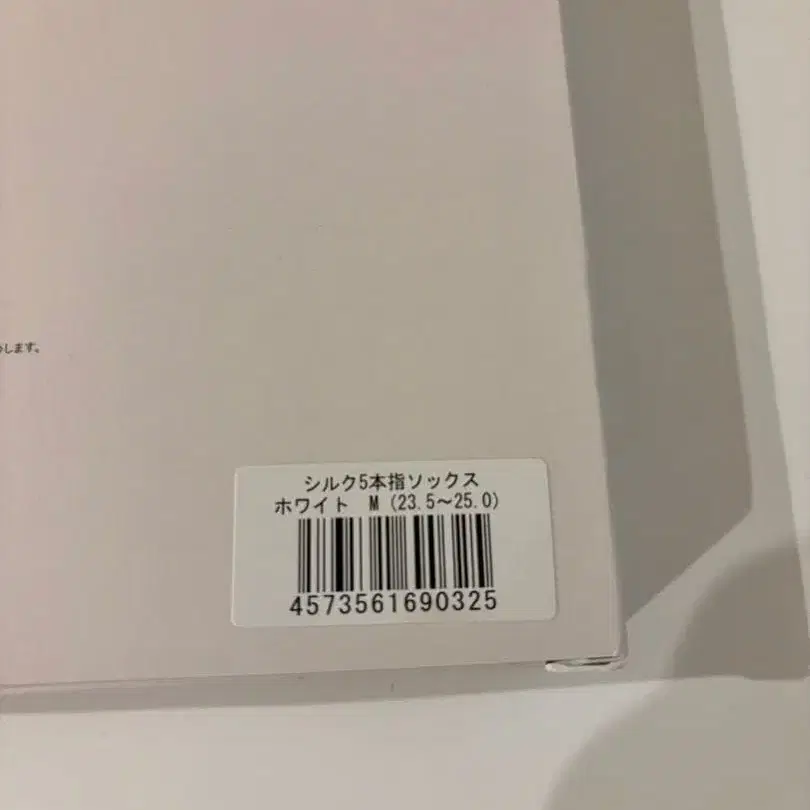 します。
シルク5本指ソックス
ホワイト M (23.5～25.0)
4573561690325